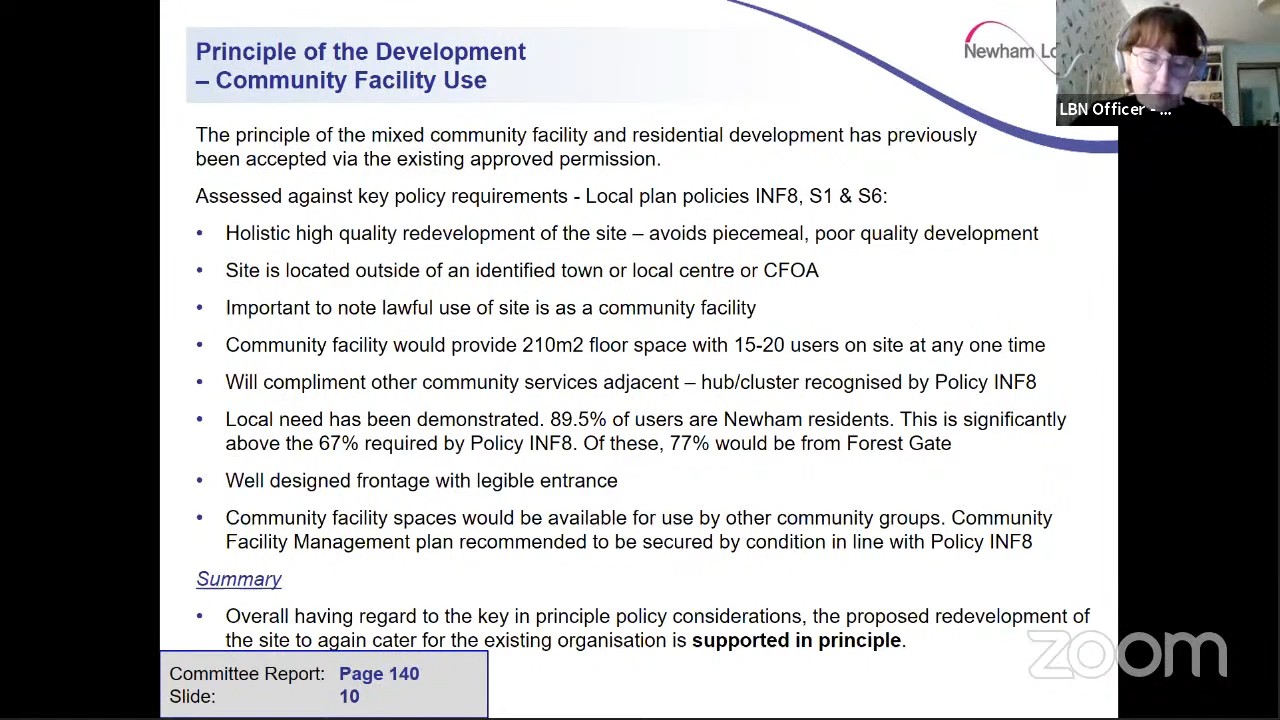 Principle of the Development
– Community Facility Use
Newham Lo
LBN Officer - ...
The principle of the mixed community facility and residential development has previously
been accepted via the existing approved permission.
Assessed against key policy requirements - Local plan policies INF8, S1 & S6:
• Holistic high quality redevelopment of the site – avoids piecemeal, poor quality development
• Site is located outside of an identified town or local centre or CFOA
• Important to note lawful use of site is as a community facility
• Community facility would provide 210m2 floor space with 15-20 users on site at any one time
• Will compliment other community services adjacent – hub/cluster recognised by Policy INF8
• Local need has been demonstrated. 89.5% of users are Newham residents. This is significantly
above the 67% required by Policy INF8. Of these, 77% would be from Forest Gate
• Well designed frontage with legible entrance
• Community facility spaces would be available for use by other community groups. Community
Facility Management plan recommended to be secured by condition in line with Policy INF8
Summary
• Overall having regard to the key in principle policy considerations, the proposed redevelopment of
the site to again cater for the existing organisation is supported in principle.
zoom
Committee Report: Page 140
Slide: 10